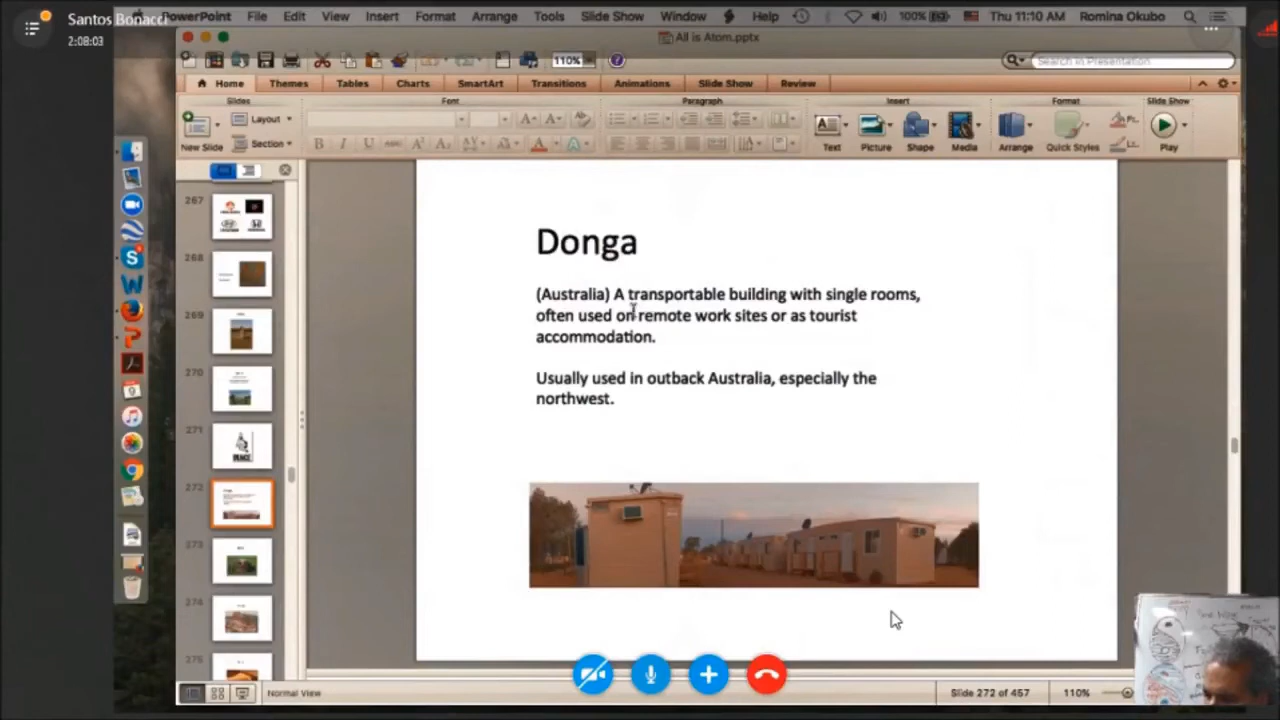 Santos Bonacci
2:08:03
PowerPoint File Edit View Insert Format Arrange Tools Slide Show Window Help 100% Thu 11:10 AM Romina Okubo
All is Atom.pptx
110%
Search in Presentation
Home Themes Tables Charts SmartArt Transitions Animations Slide Show Review
Slides Font Paragraph Insert Format Slide Show
Layout
Section
New Slide
Text Picture Shape Media Arrange Quick Styles Play
267
268
269
270
271
272
273
274
275
Donga
(Australia) A transportable building with single rooms,
often used on remote work sites or as tourist
accommodation.
Usually used in outback Australia, especially the
northwest.
Normal View Slide 272 of 457 110%